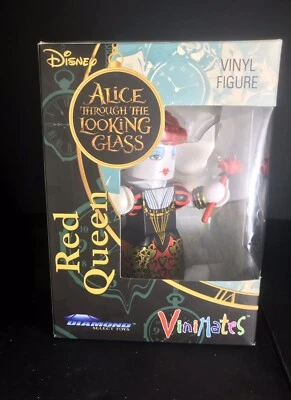 Disney
ALICE
THROUGH THE
LOOKING
GLASS
VINYL
FIGURE
Red
Queen
DIAMOND
SELECT TOYS
ViniMates